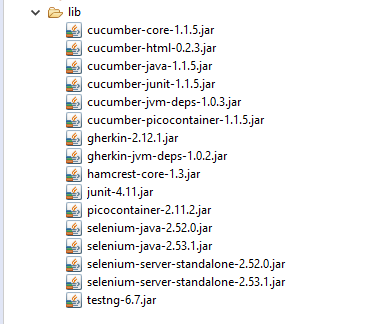 lib
cucumber-core-1.1.5.jar
cucumber-html-0.2.3.jar
cucumber-java-1.1.5.jar
cucumber-junit-1.1.5.jar
cucumber-jvm-deps-1.0.3.jar
cucumber-picocontainer-1.1.5.jar
gherkin-2.12.1.jar
gherkin-jvm-deps-1.0.2.jar
hamcrest-core-1.3.jar
junit-4.11.jar
picocontainer-2.11.2.jar
selenium-java-2.52.0.jar
selenium-java-2.53.1.jar
selenium-server-standalone-2.52.0.jar
selenium-server-standalone-2.53.1.jar
testng-6.7.jar